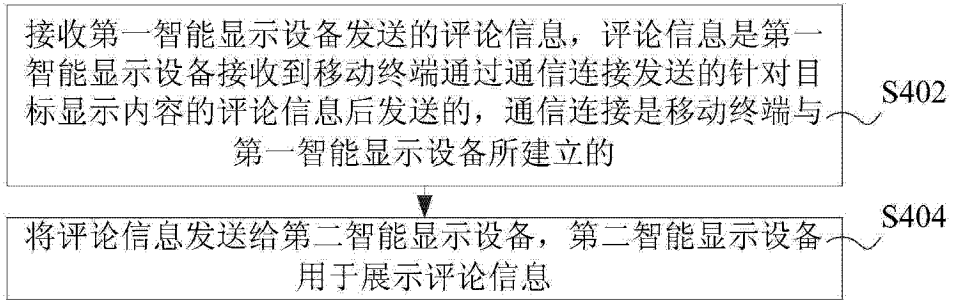 接收第一智能显示设备发送的评论信息，评论信息是第一
智能显示设备接收到移动终端通过通信连接发送的针对目
标显示内容的评论信息后发送的，通信连接是移动终端与
第一智能显示设备所建立的
S402
将评论信息发送给第二智能显示设备，第二智能显示设备
用于展示评论信息
S404